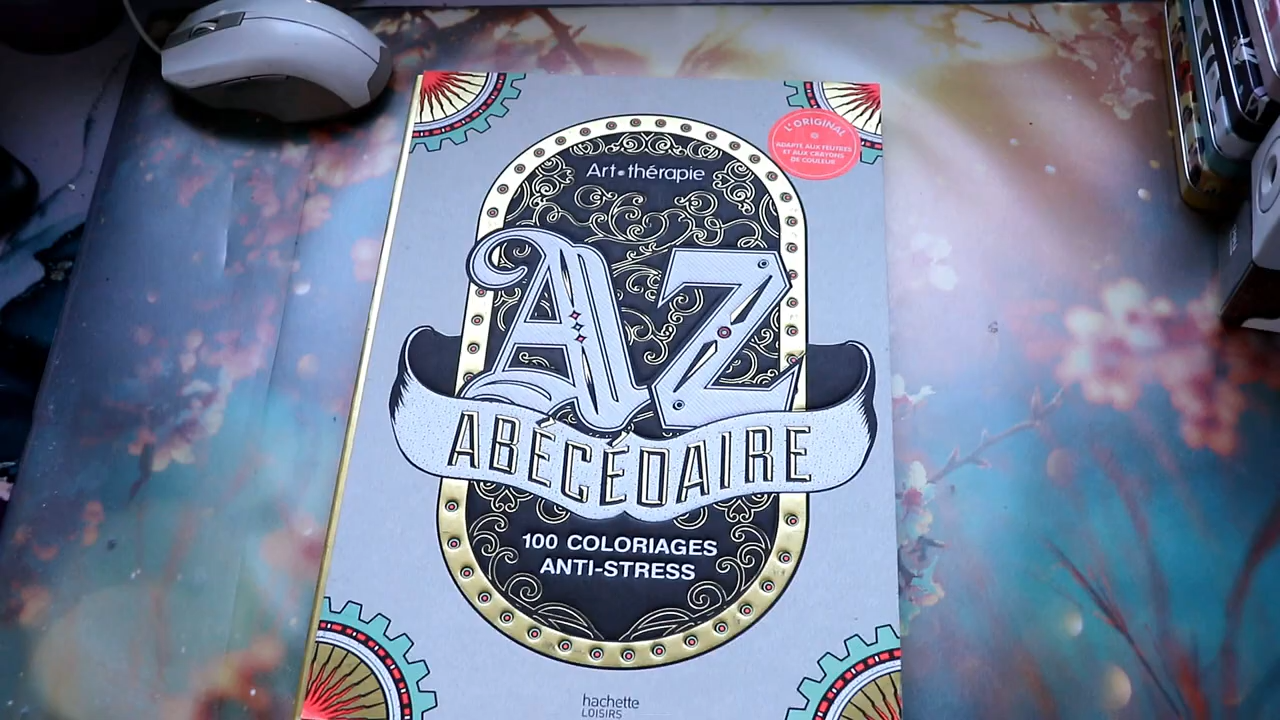 L'ORIGINAL
ADAPTÉ AUX FEUTRES
ET AUX CRAYONS
DE COULEUR
Art•thérapie
AZ
ABÉCÉDAIRE
100 COLORIAGES
ANTI-STRESS
hachette
LOISIRS